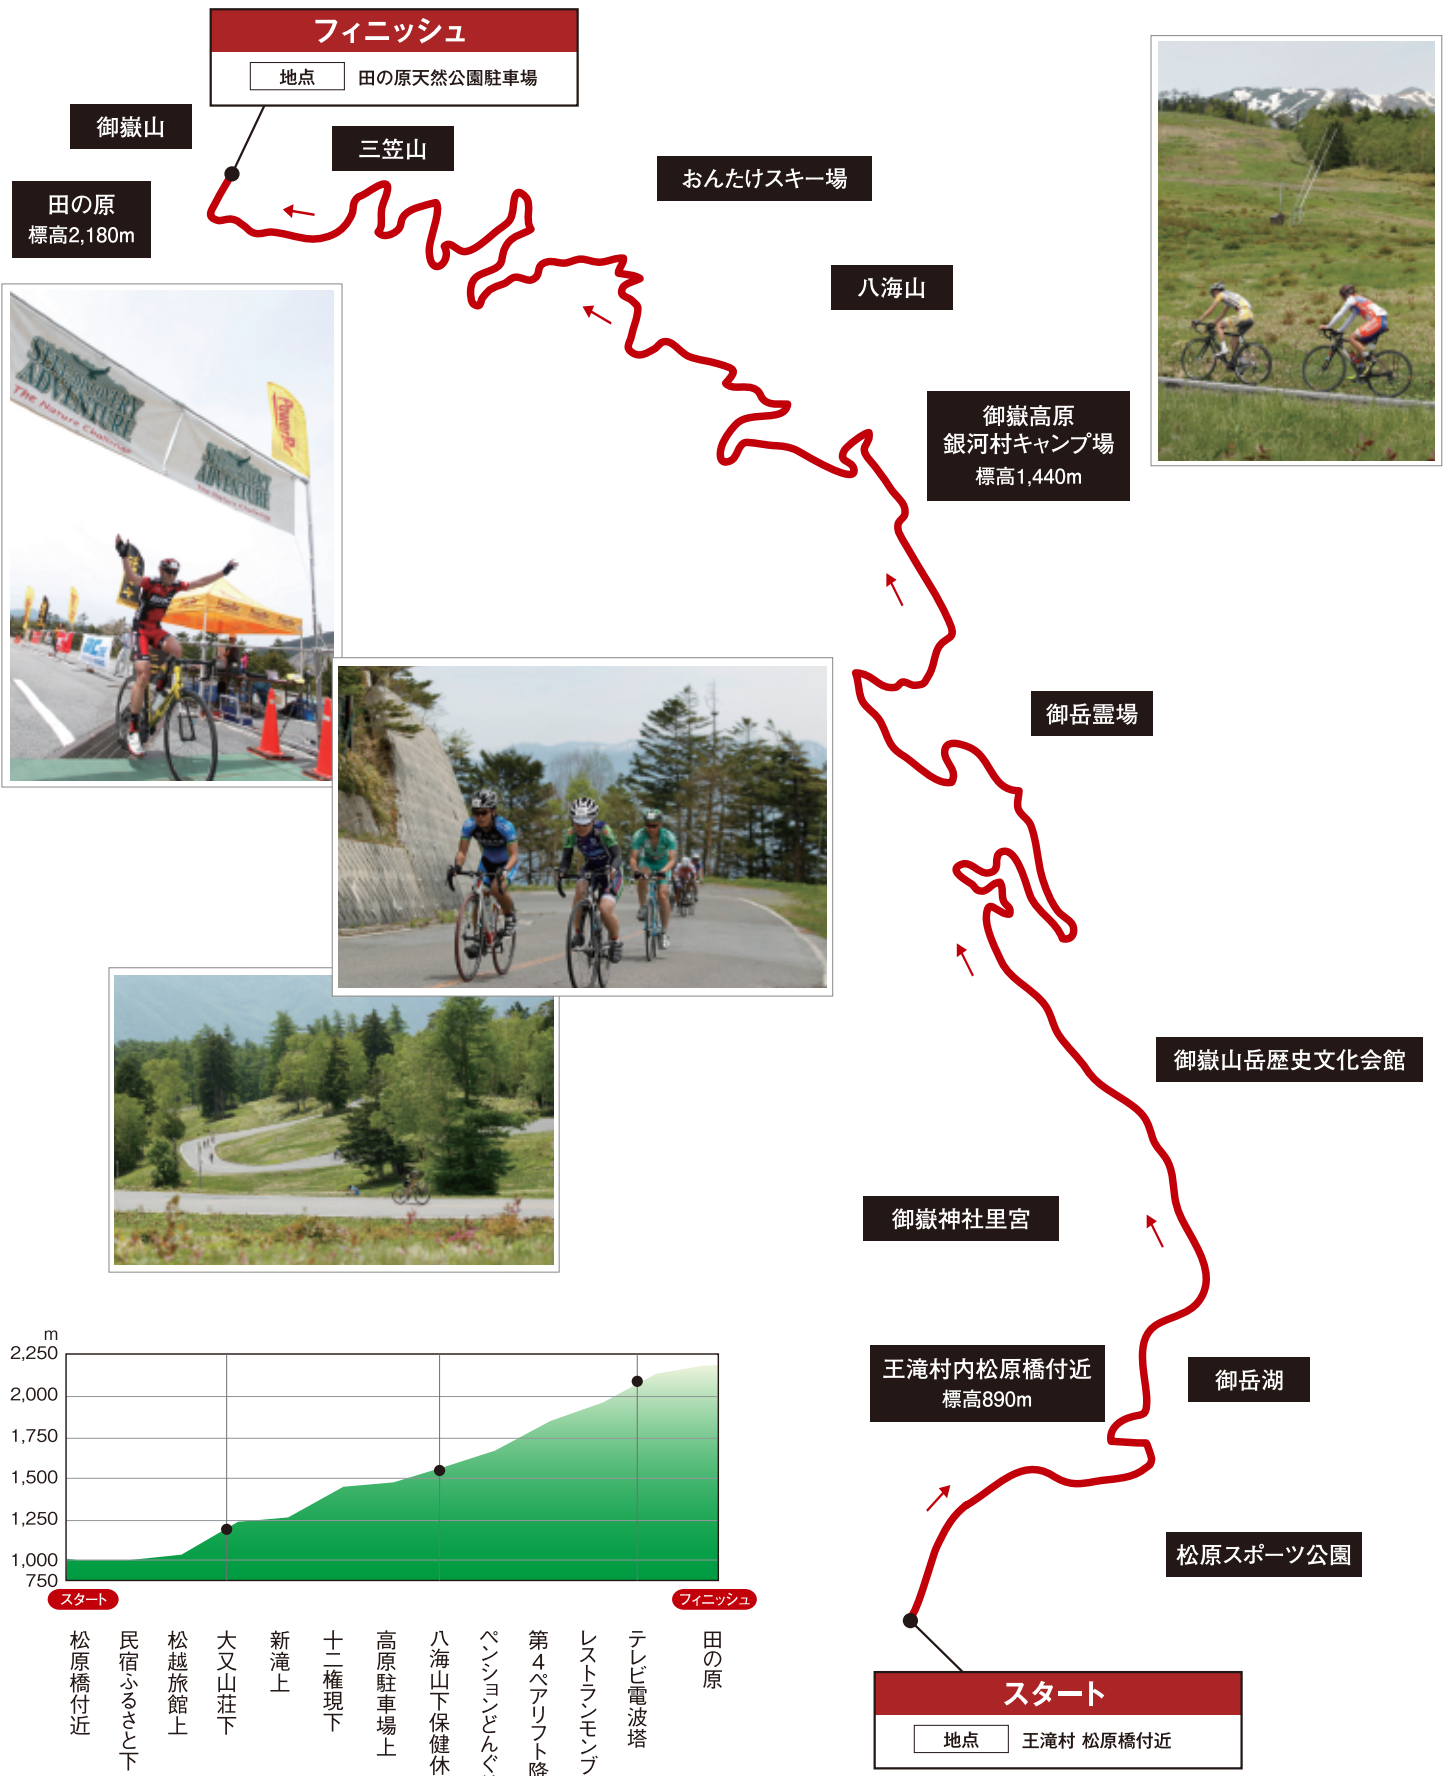 フィニッシュ
地点 田の原天然公園駐車場
御嶽山
三笠山
おんたけスキー場
田の原
標高2,180m
八海山
御嶽高原
銀河村キャンプ場
標高1,440m
SELF DISCOVERY
ADVENTURE
THE Nature Challenge
PowerBar
ADVENTURE
The Nature Challenge
御岳霊場
御嶽山岳歴史文化会館
御嶽神社里宮
王滝村内松原橋付近
標高890m
御岳湖
松原スポーツ公園
m
2,250
2,000
1,750
1,500
1,250
1,000
750
スタート
フィニッシュ
松原橋付近
民宿ふるさと下
松越旅館上
大又山荘下
新滝上
十二権現下
高原駐車場上
八海山下保健休
ペンションどんぐ
第4ペアリフト降
レストランモンブ
テレビ電波塔
田の原
スタート
地点 王滝村 松原橋付近